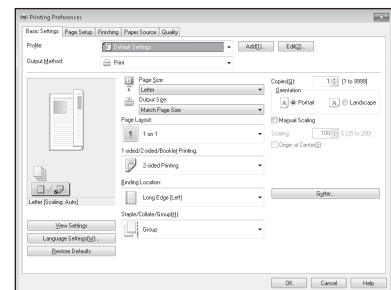 Printing Preferences
Basic Settings Page Setup Finishing Paper Source Quality
Profile: Default Settings Add(1)... Edit(2)...
Output Method: Print
Page Size:
Letter
Output Size:
Match Page Size
Copies(Q): 1 [1 to 9999]
Orientation
A Portrait A Landscape
Page Layout:
1 1 on 1
Manual Scaling
Scaling: 100 % [25 to 200]
Origin at Center(5)
1-sided/2-sided/Booklet Printing:
2-sided Printing
Binding Location:
Long Edge [Left] Gutter...
Letter [Scaling: Auto]
Staple/Collate/Group(H)
Group
View Settings
Language Settings(W)...
Restore Defaults
OK Cancel Help